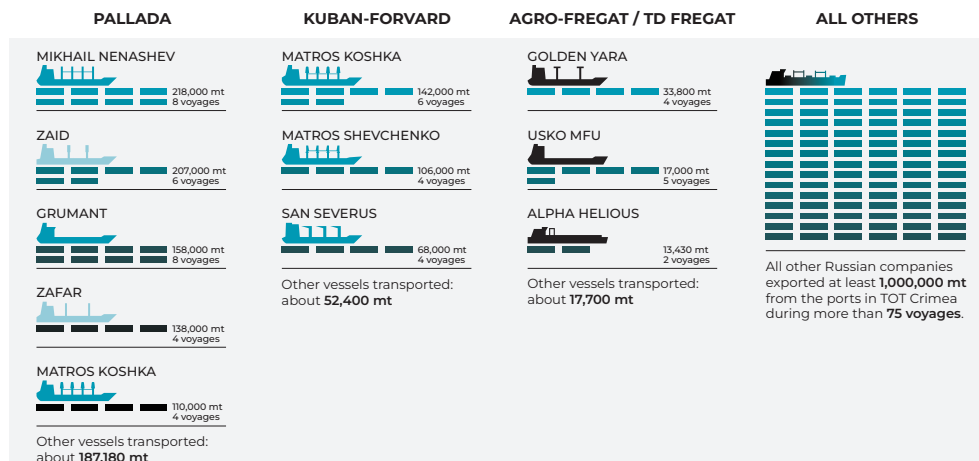 PALLADA
MIKHAIL NENASHEV
218,000 mt
8 voyages
ZAID
207,000 mt
6 voyages
GRUMANT
158,000 mt
8 voyages
ZAFAR
138,000 mt
4 voyages
MATROS KOSHKA
110,000 mt
4 voyages
Other vessels transported:
about 187,180 mt
KUBAN-FORVARD
MATROS KOSHKA
142,000 mt
6 voyages
MATROS SHEVCHENKO
106,000 mt
4 voyages
SAN SEVERUS
68,000 mt
4 voyages
Other vessels transported:
about 52,400 mt
AGRO-FREGAT / TD FREGAT
GOLDEN YARA
33,800 mt
4 voyages
USKO MFU
17,000 mt
5 voyages
ALPHA HELIOUS
13,430 mt
2 voyages
Other vessels transported:
about 17,700 mt
ALL OTHERS
All other Russian companies
exported at least 1,000,000 mt
from the ports in TOT Crimea
during more than 75 voyages.